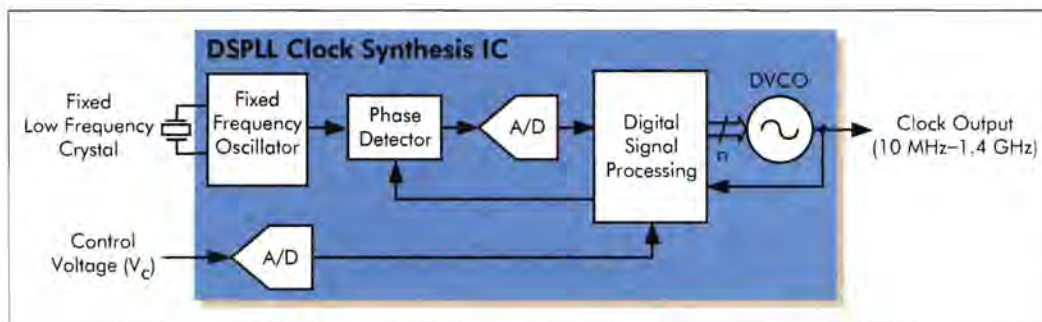 DSPLL Clock Synthesis IC
Fixed
Low Frequency
Crystal
Fixed
Frequency
Oscillator
Phase
Detector
A/D
Digital
Signal
Processing
n
DVCO
Clock Output
(10 MHz–1.4 GHz)
Control
Voltage (Vc)
A/D